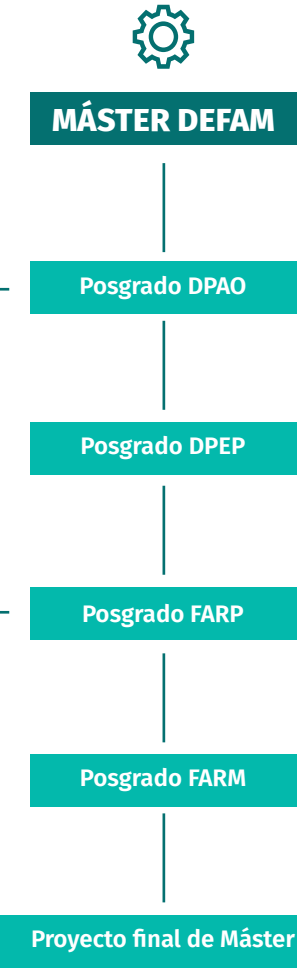 MÁSTER DEFAM
Posgrado DPAO
Posgrado DPEP
Posgrado FARP
Posgrado FARM
Proyecto final de Máster